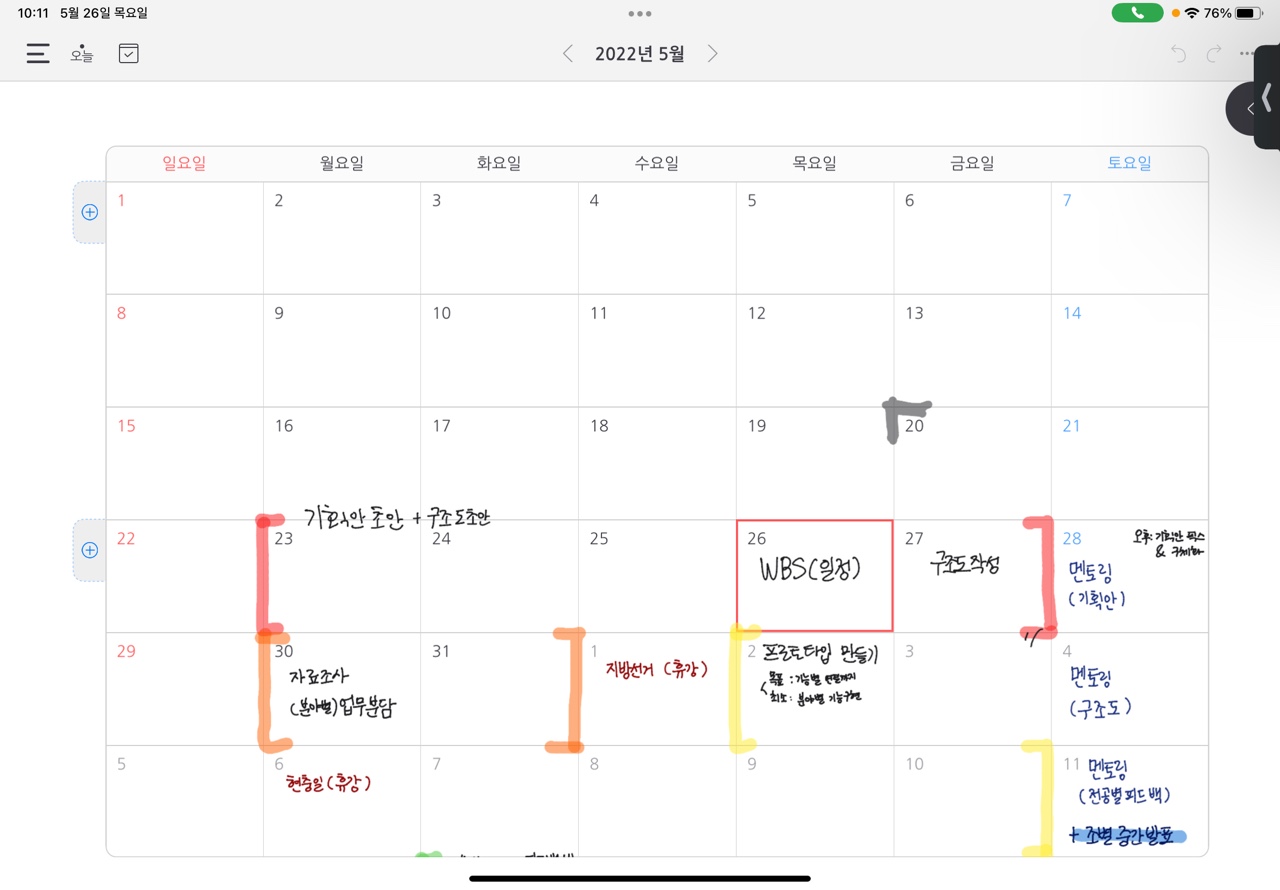 10:11 5월 26일 목요일
76%
오늘
2022년 5월
일요일 월요일 화요일 수요일 목요일 금요일 토요일
1 2 3 4 5 6 7
8 9 10 11 12 13 14
15 16 17 18 19 20 21
기획안 초안 + 구조도초안
22 23 24 25 26 27 28
오후: 기획안 픽스
& 구체화
WBS(일정)
구조도작성
멘토링
(기획안)
29 30 31 1 2 3 4
자료조사
(분야별)업무분담
지방선거 (휴강)
프로토타입 만들기
목표 : 기능별 연결까지
최소 : 분야별 기능구현
멘토링
(구조도)
5 6 7 8 9 10 11
현충일(휴강)
멘토링
(전공별피드백)
+ 조별 중간발표